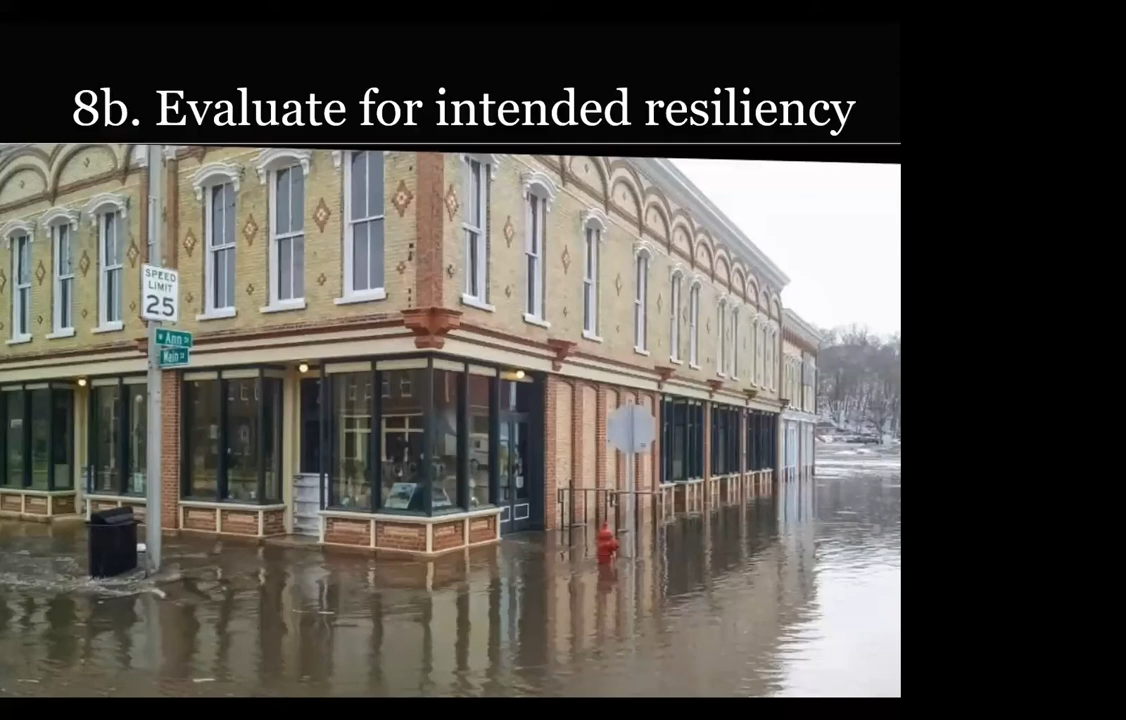 8b. Evaluate for intended resiliency
SPEED
LIMIT
25
Ann
Main